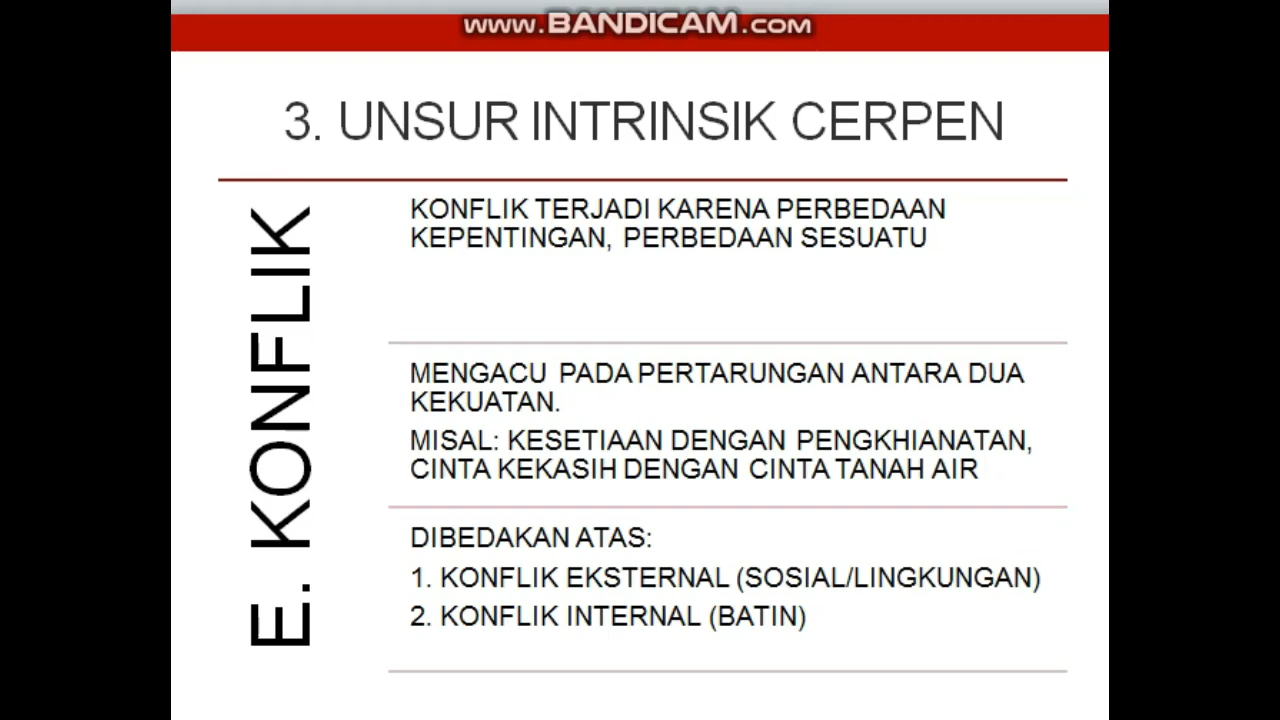 www.BANDICAM.com
3. UNSUR INTRINSIK CERPEN
E. KONFLIK
KONFLIK TERJADI KARENA PERBEDAAN
KEPENTINGAN, PERBEDAAN SESUATU
MENGACU PADA PERTARUNGAN ANTARA DUA
KEKUATAN.
MISAL: KESETIAAN DENGAN PENGKHIANATAN,
CINTA KEKASIH DENGAN CINTA TANAH AIR
DIBEDAKAN ATAS:
1. KONFLIK EKSTERNAL (SOSIAL/LINGKUNGAN)
2. KONFLIK INTERNAL (BATIN)